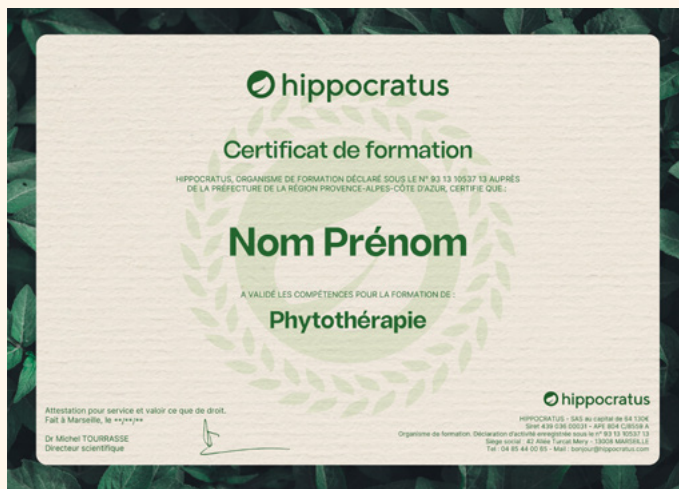 hippocratus
Certificat de formation
HIPPOCRATUS, ORGANISME DE FORMATION DÉCLARÉ SOUS LE N° 93 13 10537 13 AUPRÈS
DE LA PRÉFECTURE DE LA RÉGION PROVENCE-ALPES-CÔTE D'AZUR, CERTIFIE QUE :
Nom Prénom
A VALIDÉ LES COMPÉTENCES POUR LA FORMATION DE :
Phytothérapie
Attestation pour service et valoir ce que de droit.
Fait à Marseille, le **/**/**
Dr Michel TOURRASSE
Directeur scientifique
hippocratus
HIPPOCRATUS - SAS au capital de 64 130€
Siret 439 036 00031 - APE 804 C/8559 A
Organisme de formation. Déclaration d'activité enregistrée sous le n° 93 13 10537 13
Siège social : 42 Allée Turcat Mery - 13008 MARSEILLE
Tel : 04 85 44 00 65 - Mail : bonjour@hippocratus.com